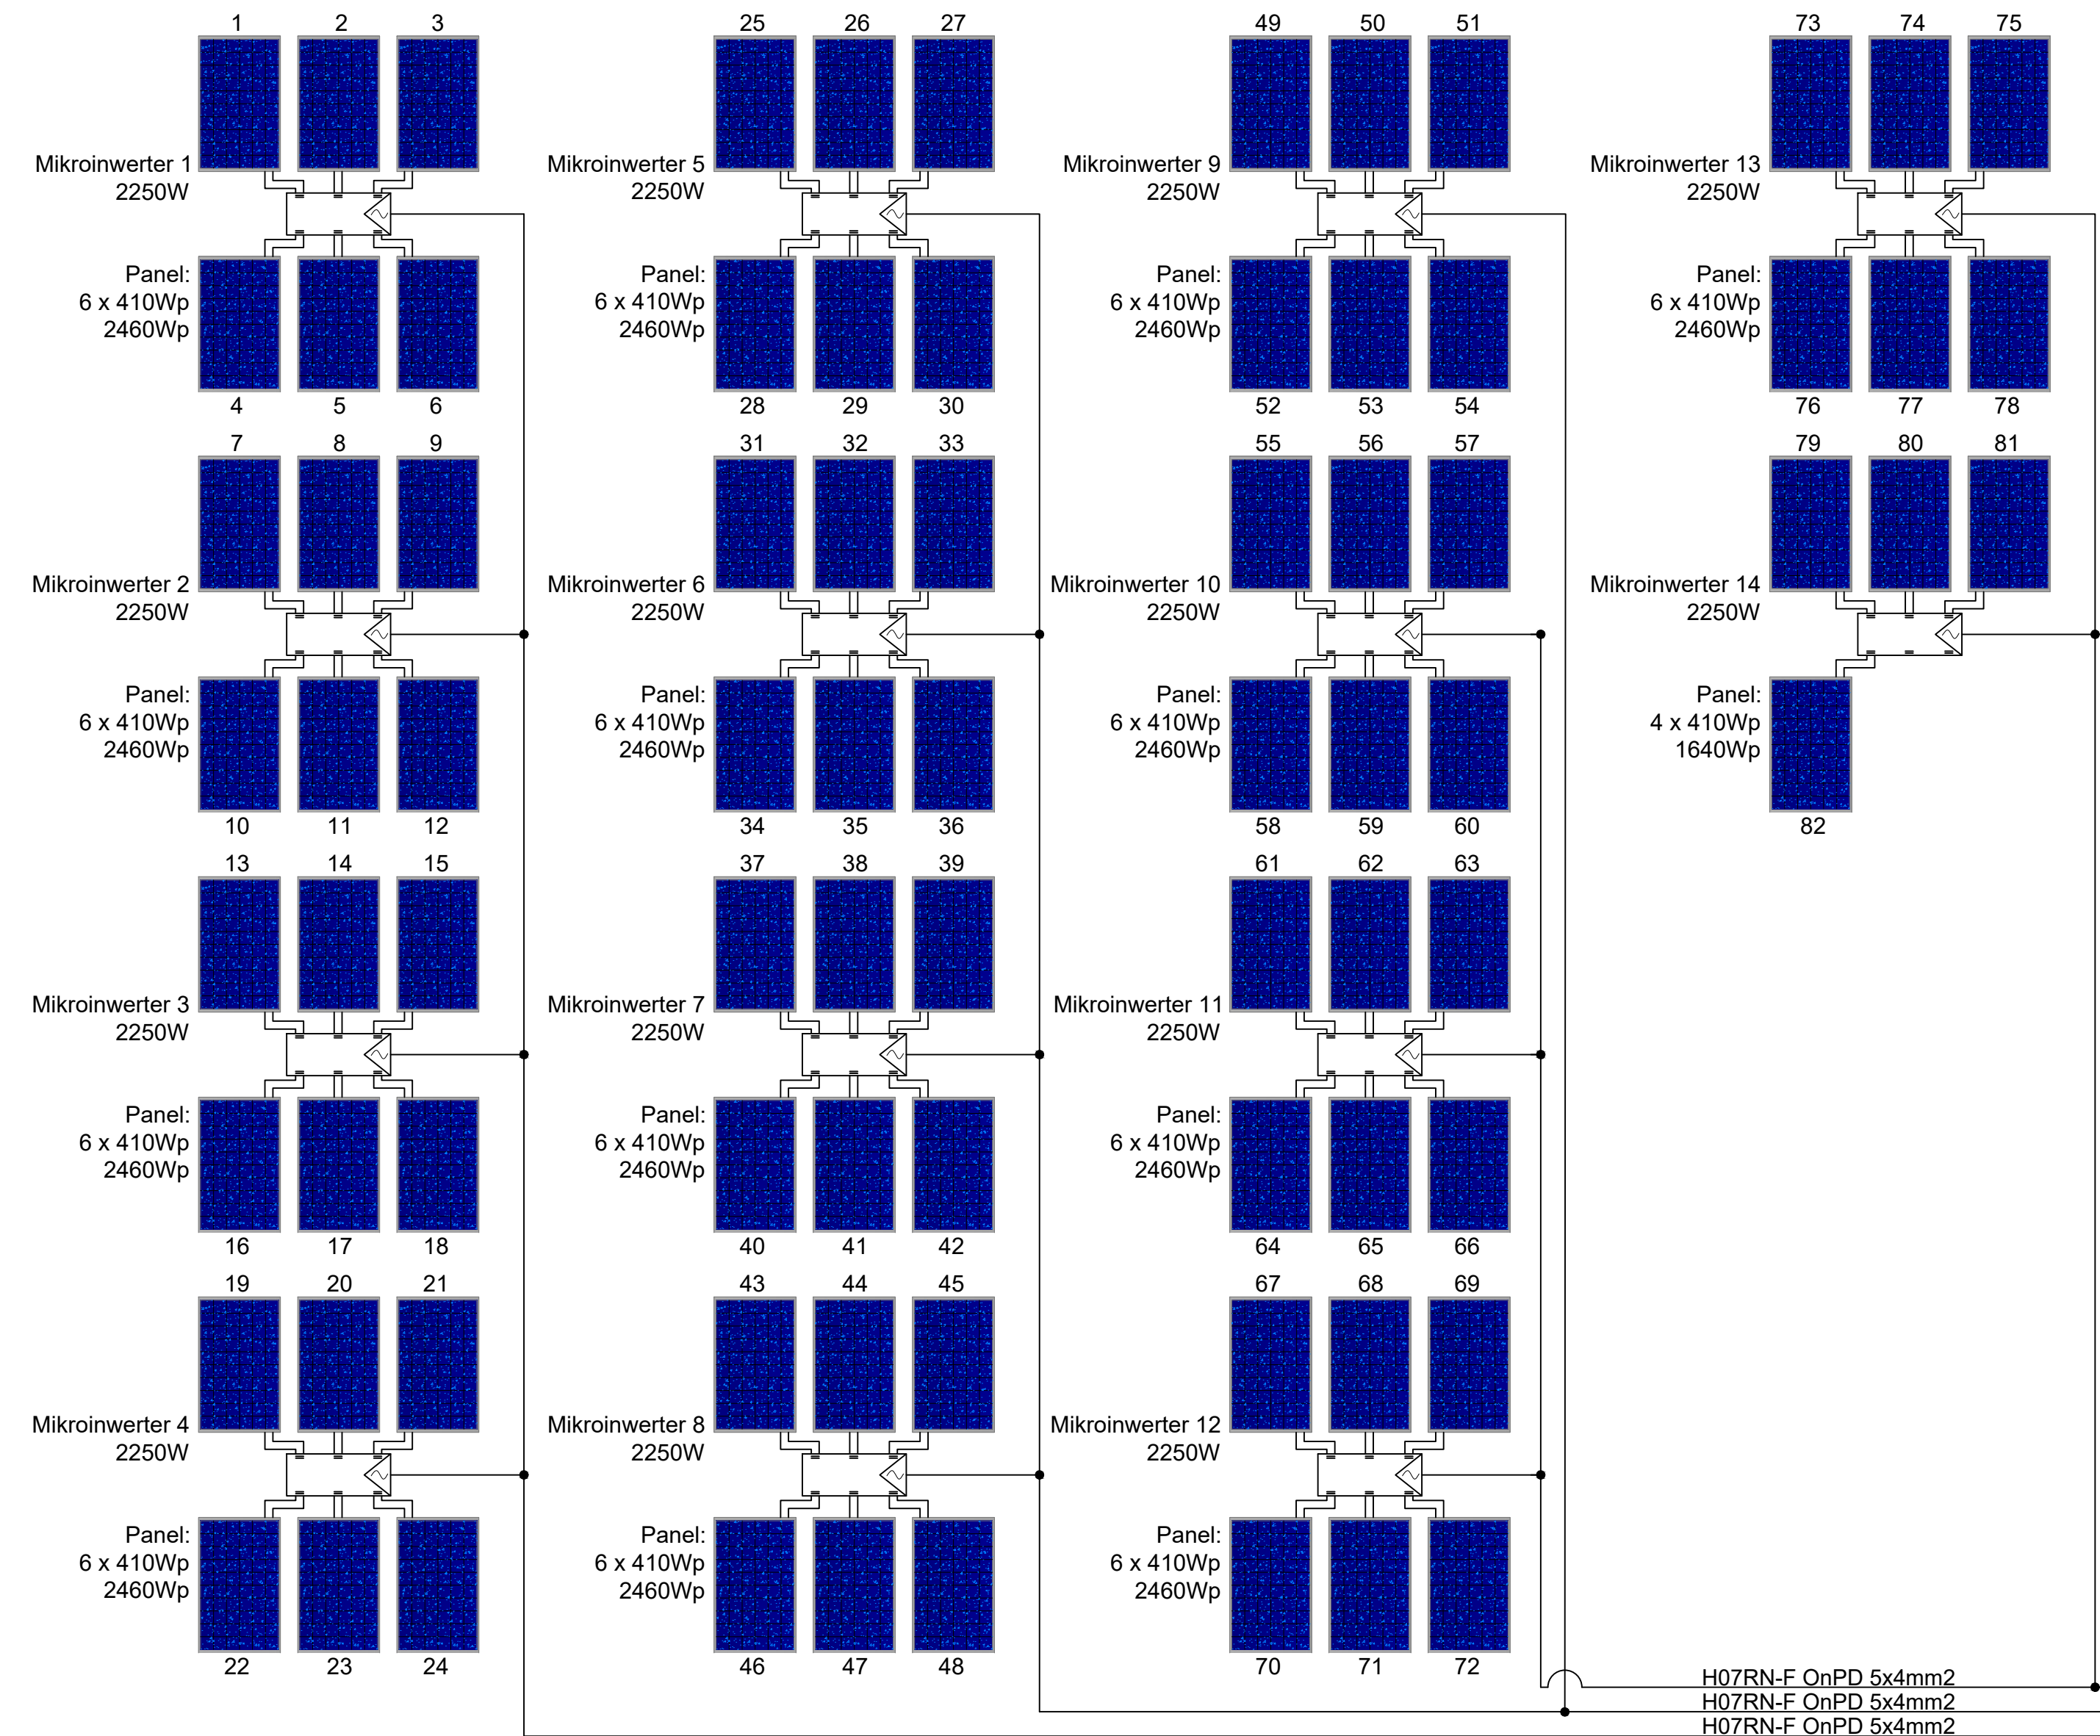 1 2 3
Mikroinwerter 1
2250W
Panel:
6 x 410Wp
2460Wp
4 5 6
7 8 9
Mikroinwerter 2
2250W
Panel:
6 x 410Wp
2460Wp
10 11 12
13 14 15
Mikroinwerter 3
2250W
Panel:
6 x 410Wp
2460Wp
16 17 18
19 20 21
Mikroinwerter 4
2250W
Panel:
6 x 410Wp
2460Wp
22 23 24
25 26 27
Mikroinwerter 5
2250W
Panel:
6 x 410Wp
2460Wp
28 29 30
31 32 33
Mikroinwerter 6
2250W
Panel:
6 x 410Wp
2460Wp
34 35 36
37 38 39
Mikroinwerter 7
2250W
Panel:
6 x 410Wp
2460Wp
40 41 42
43 44 45
Mikroinwerter 8
2250W
Panel:
6 x 410Wp
2460Wp
46 47 48
49 50 51
Mikroinwerter 9
2250W
Panel:
6 x 410Wp
2460Wp
52 53 54
55 56 57
Mikroinwerter 10
2250W
Panel:
6 x 410Wp
2460Wp
58 59 60
61 62 63
Mikroinwerter 11
2250W
Panel:
6 x 410Wp
2460Wp
64 65 66
67 68 69
Mikroinwerter 12
2250W
Panel:
6 x 410Wp
2460Wp
70 71 72
73 74 75
Mikroinwerter 13
2250W
Panel:
6 x 410Wp
2460Wp
76 77 78
79 80 81
Mikroinwerter 14
2250W
Panel:
4 x 410Wp
1640Wp
82
H07RN-F OnPD 5x4mm2
H07RN-F OnPD 5x4mm2
H07RN-F OnPD 5x4mm2